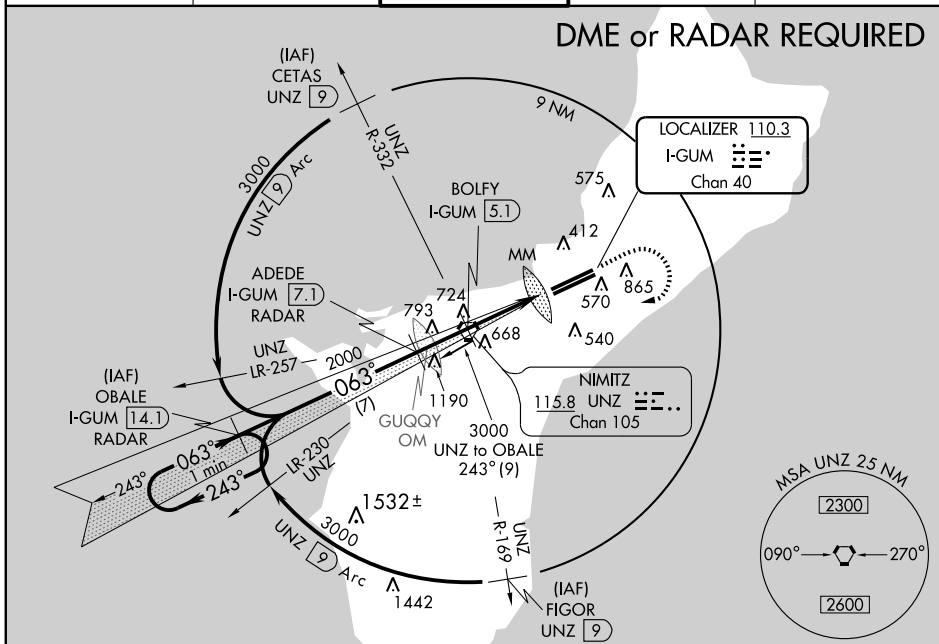 DME or RADAR REQUIRED
(IAF)
CETAS
UNZ 9
9 NM
UNZ
R-332
LOCALIZER 110.3
I-GUM
Chan 40
3000
UNZ 9 Arc
BOLFY
I-GUM 5.1
575
412
MM
ADEDE
I-GUM 7.1
RADAR
724
793
570
865
668
540
UNZ
LR-257
2000
063°
(7)
(IAF)
OBALE
I-GUM 14.1
RADAR
1190
GUQQY
OM
NIMITZ
115.8 UNZ
Chan 105
3000
UNZ to OBALE
243° (9)
063°
1 min
243°
243°
LR-230
UNZ
MSA UNZ 25 NM
2300
090°
270°
2600
1532±
3000
UNZ 9 Arc
1442
UNZ
R-169
(IAF)
FIGOR
UNZ 9